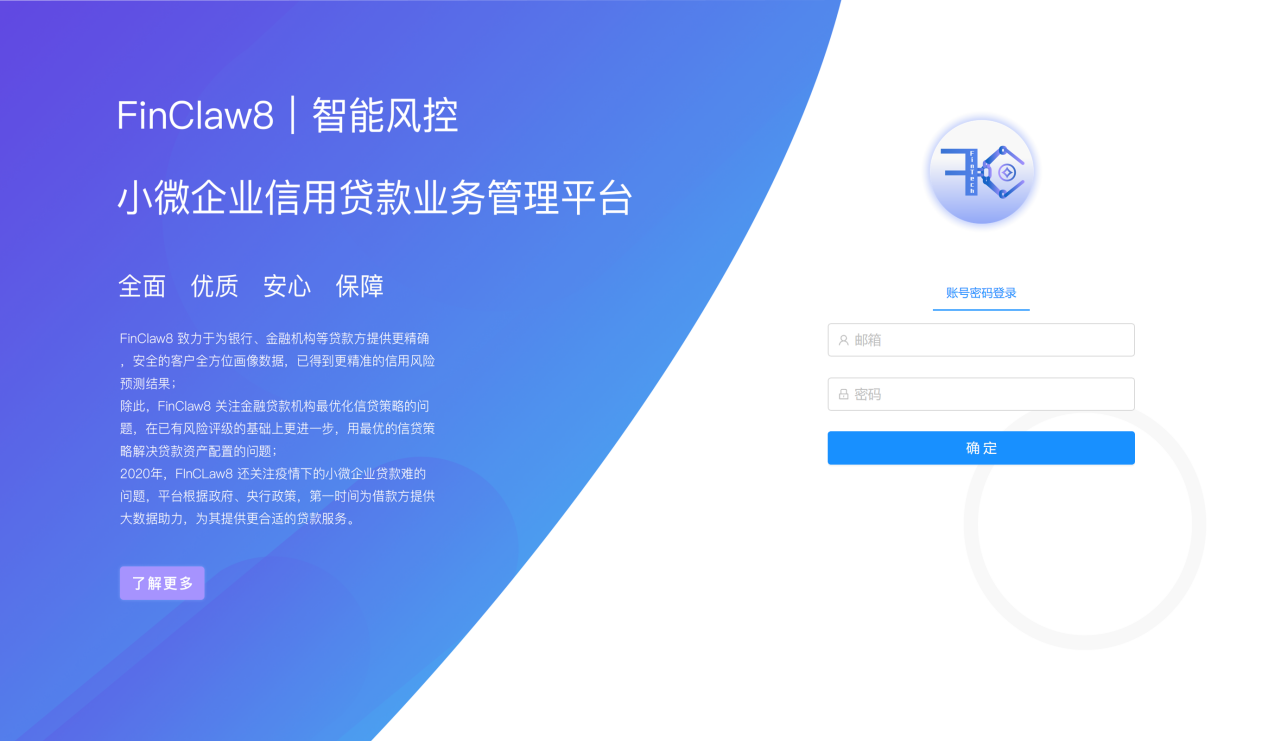 FinClaw8｜智能风控
小微企业信用贷款业务管理平台
全面 优质 安心 保障
FinClaw8 致力于为银行、金融机构等贷款方提供更精确
，安全的客户全方位画像数据，已得到更精准的信用风险
预测结果；
除此，FinClaw8 关注金融贷款机构最优化信贷策略的问
题，在已有风险评级的基础上更进一步，用最优的信贷策
略解决贷款资产配置的问题；
2020年，FInCLaw8 还关注疫情下的小微企业贷款难的
问题，平台根据政府、央行政策，第一时间为借款方提供
大数据助力，为其提供更合适的贷款服务。
了解更多
FinTech
账号密码登录
邮箱
密码
确 定